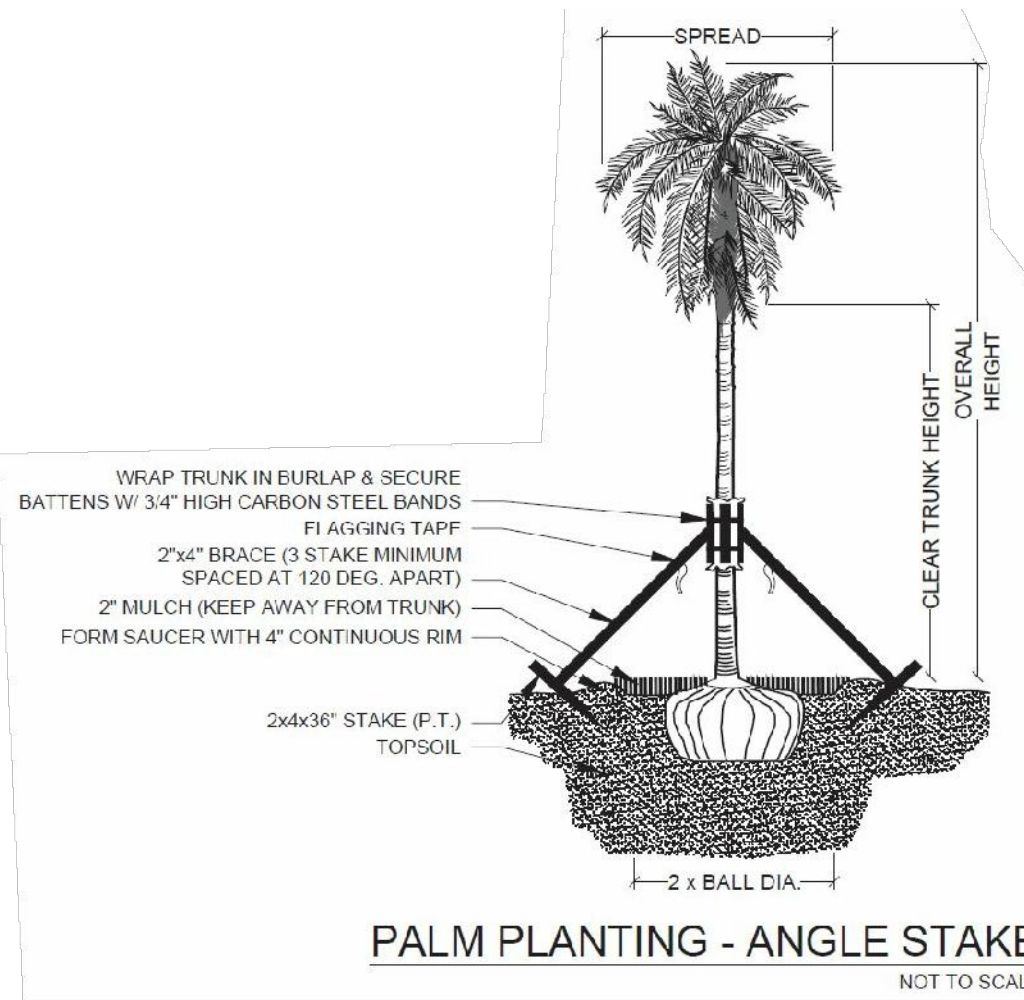 SPREAD
OVERALL
HEIGHT
CLEAR TRUNK HEIGHT
WRAP TRUNK IN BURLAP & SECURE
BATTENS W/ 3/4" HIGH CARBON STEEL BANDS
FLAGGING TAPE
2"x4" BRACE (3 STAKE MINIMUM
SPACED AT 120 DEG. APART)
2" MULCH (KEEP AWAY FROM TRUNK)
FORM SAUCER WITH 4" CONTINUOUS RIM
2x4x36" STAKE (P.T.)
TOPSOIL
2 x BALL DIA.
PALM PLANTING - ANGLE STAKE
NOT TO SCAL